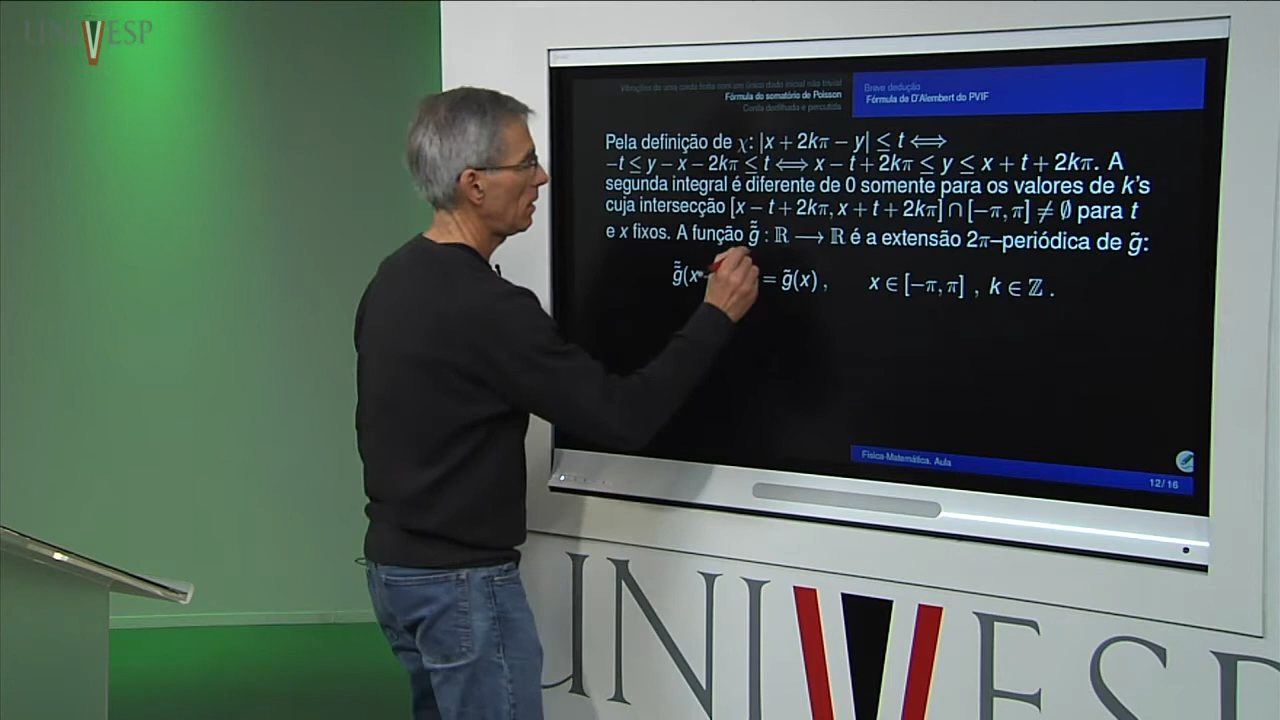 UNIVESP
Vibrações de uma corda finita com um único dado inicial não trivial
Fórmula do somatório de Poisson
Corda dedilhada e percutida
Breve dedução
Fórmula de D'Alembert do PVIF
Pela definição de χ: |x + 2kπ − y| ≤ t ⟺
−t ≤ y − x − 2kπ ≤ t ⟺ x − t + 2kπ ≤ y ≤ x + t + 2kπ. A
segunda integral é diferente de 0 somente para os valores de k's
cuja intersecção [x − t + 2kπ, x + t + 2kπ] ∩ [−π, π] ≠ ∅ para t
e x fixos. A função g̃̃ : ℝ ⟶ ℝ é a extensão 2π–periódica de g̃:
g̃̃(x = g̃(x) , x ∈ [−π, π] , k ∈ ℤ .
Física-Matemática. Aula
12/16
UNIVESP